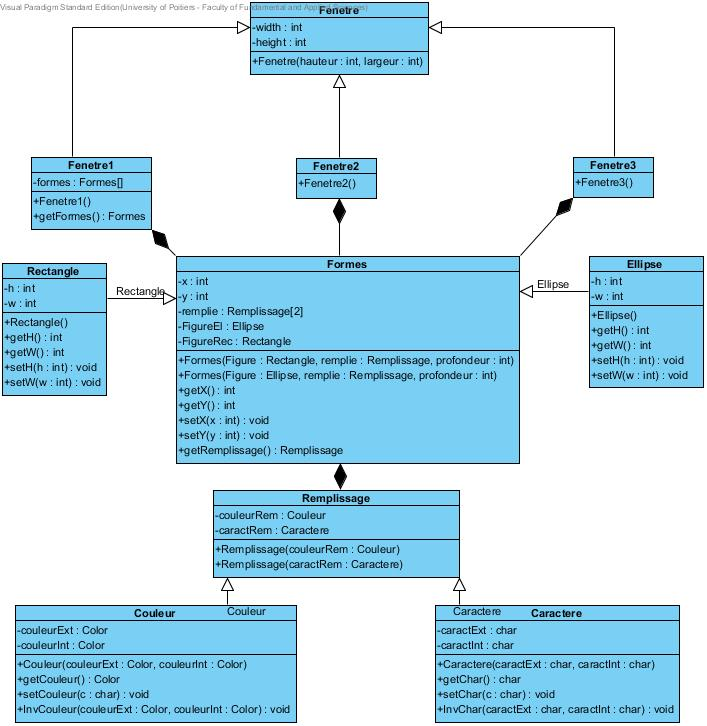 Visual Paradigm Standard Edition(University of Poitiers - Faculty of Fundamental and Applied Sciences)
Fenetre
-width : int
-height : int
+Fenetre(hauteur : int, largeur : int)
Fenetre1
-formes : Formes[]
+Fenetre1()
+getFormes() : Formes
Fenetre2
+Fenetre2()
Fenetre3
+Fenetre3()
Rectangle
-h : int
-w : int
+Rectangle()
+getH() : int
+getW() : int
+setH(h : int) : void
+setW(w : int) : void
Rectangle
Formes
-x : int
-y : int
-remplie : Remplissage[2]
-FigureEl : Ellipse
-FigureRec : Rectangle
+Formes(Figure : Rectangle, remplie : Remplissage, profondeur : int)
+Formes(Figure : Ellipse, remplie : Remplissage, profondeur : int)
+getX() : int
+getY() : int
+setX(x : int) : void
+setY(y : int) : void
+getRemplissage() : Remplissage
Ellipse
Ellipse
-h : int
-w : int
+Ellipse()
+getH() : int
+getW() : int
+setH(h : int) : void
+setW(w : int) : void
Remplissage
-couleurRem : Couleur
-caractRem : Caractere
+Remplissage(couleurRem : Couleur)
+Remplissage(caractRem : Caractere)
Couleur
Couleur
-couleurExt : Color
-couleurInt : Color
+Couleur(couleurExt : Color, couleurInt : Color)
+getCouleur() : Color
+setCouleur(c : char) : void
+InvCouleur(couleurExt : Color, couleurInt : Color) : void
Caractere
Caractere
-caractExt : char
-caractInt : char
+Caractere(caractExt : char, caractInt : char)
+getChar() : char
+setChar(c : char) : void
+InvChar(caractExt : char, caractInt : char) : void